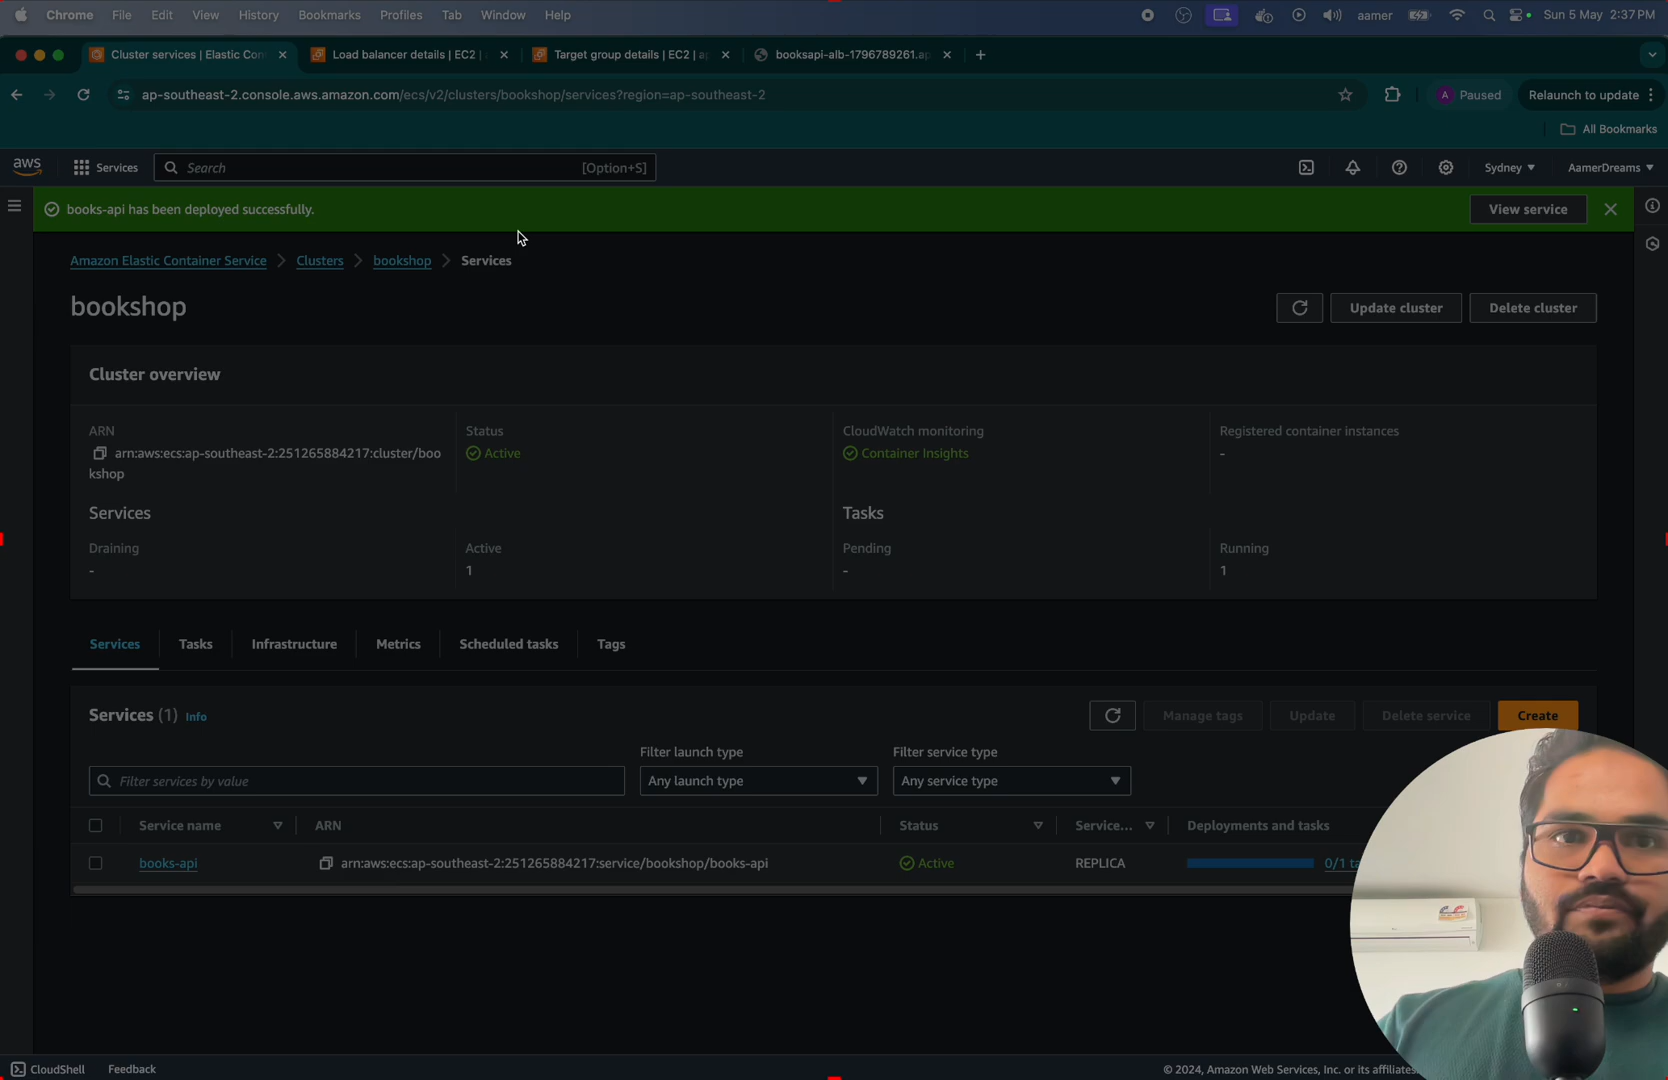 Chrome File Edit View History Bookmarks Profiles Tab Window Help aamer Sun 5 May 2:37 PM
Cluster services | Elastic Con Load balancer details | EC2 | Target group details | EC2 | ap booksapi-alb-1796789261.ap
ap-southeast-2.console.aws.amazon.com/ecs/v2/clusters/bookshop/services?region=ap-southeast-2 A Paused Relaunch to update
All Bookmarks
aws Services Search [Option+S] Sydney AamerDreams
books-api has been deployed successfully. View service
Amazon Elastic Container Service Clusters bookshop Services
bookshop Update cluster Delete cluster
Cluster overview
ARN Status CloudWatch monitoring Registered container instances
arn:aws:ecs:ap-southeast-2:251265884217:cluster/boo Active Container Insights -
kshop
Services Tasks
Draining Active Pending Running
- 1 - 1
Services Tasks Infrastructure Metrics Scheduled tasks Tags
Services (1) Info Manage tags Update Delete service Create
Filter launch type Filter service type
Filter services by value Any launch type Any service type
Service name ARN Status Service... Deployments and tasks
books-api arn:aws:ecs:ap-southeast-2:251265884217:service/bookshop/books-api Active REPLICA 0/1 ta
CloudShell Feedback © 2024, Amazon Web Services, Inc. or its affiliates.